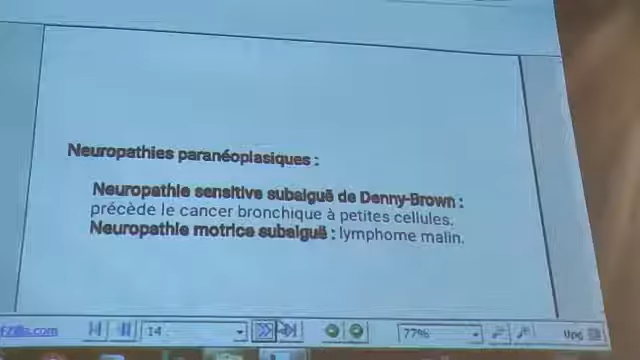 Neuropathies paranéoplasiques :
Neuropathie sensitive subaiguë de Denny-Brown :
précède le cancer bronchique à petites cellules.
Neuropathie motrice subaiguë : lymphome malin.
14
77%